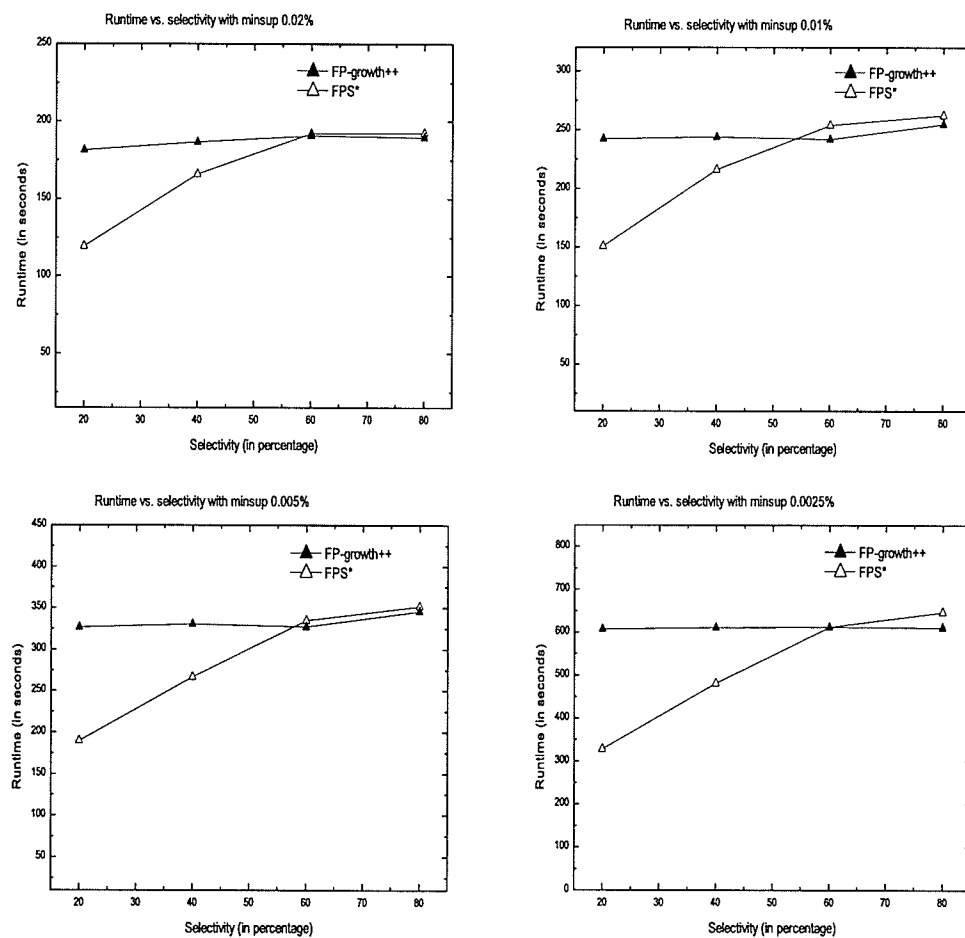 Runtime vs. selectivity with minsup 0.02%
250
200
150
100
50
Runtime (in seconds)
FP-growth++
FPS*
20 30 40 50 60 70 80
Selectivity (in percentage)
Runtime vs. selectivity with minsup 0.01%
300
250
200
150
100
50
Runtime (in seconds)
FP-growth++
FPS*
20 30 40 50 60 70 80
Selectivity (in percentage)
Runtime vs. selectivity with minsup 0.005%
450
400
350
300
250
200
150
100
50
Runtime (in seconds)
FP-growth++
FPS*
20 30 40 50 60 70 80
Selectivity (in percentage)
Runtime vs. selectivity with minsup 0.0025%
800
700
600
500
400
300
200
100
0
Runtime (in seconds)
FP-growth++
FPS*
20 30 40 50 60 70 80
Selectivity (in percentage)